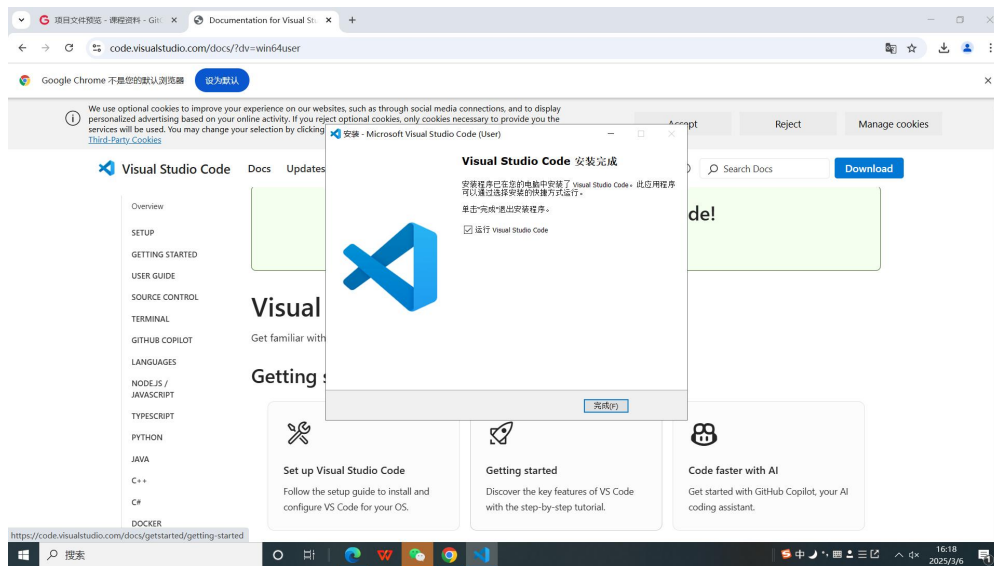 项目文件预览 - 课程资料 - Git
Documentation for Visual Stu
code.visualstudio.com/docs/?dv=win64user
Google Chrome 不是您的默认浏览器
设为默认
We use optional cookies to improve your experience on our websites, such as through social media connections, and to display
personalized advertising based on your online activity. If you reject optional cookies, only cookies necessary to provide you the
services will be used. You may change your selection by clicking
Third-Party Cookies
Accept
Reject
Manage cookies
安装 - Microsoft Visual Studio Code (User)
Visual Studio Code
Docs
Updates
Search Docs
Download
Visual Studio Code 安装完成
安装程序已在您的电脑中安装了 Visual Studio Code。此应用程序
可以通过选择安装的快捷方式运行。
单击“完成”退出安装程序。
运行 Visual Studio Code
完成(F)
de!
Overview
SETUP
GETTING STARTED
USER GUIDE
SOURCE CONTROL
TERMINAL
GITHUB COPILOT
LANGUAGES
NODE.JS /
JAVASCRIPT
TYPESCRIPT
PYTHON
JAVA
C++
C#
DOCKER
Visual
Get familiar with
Getting s
Set up Visual Studio Code
Follow the setup guide to install and
configure VS Code for your OS.
Getting started
Discover the key features of VS Code
with the step-by-step tutorial.
Code faster with AI
Get started with GitHub Copilot, your AI
coding assistant.
https://code.visualstudio.com/docs/getstarted/getting-started
搜索
中
16:18
2025/3/6